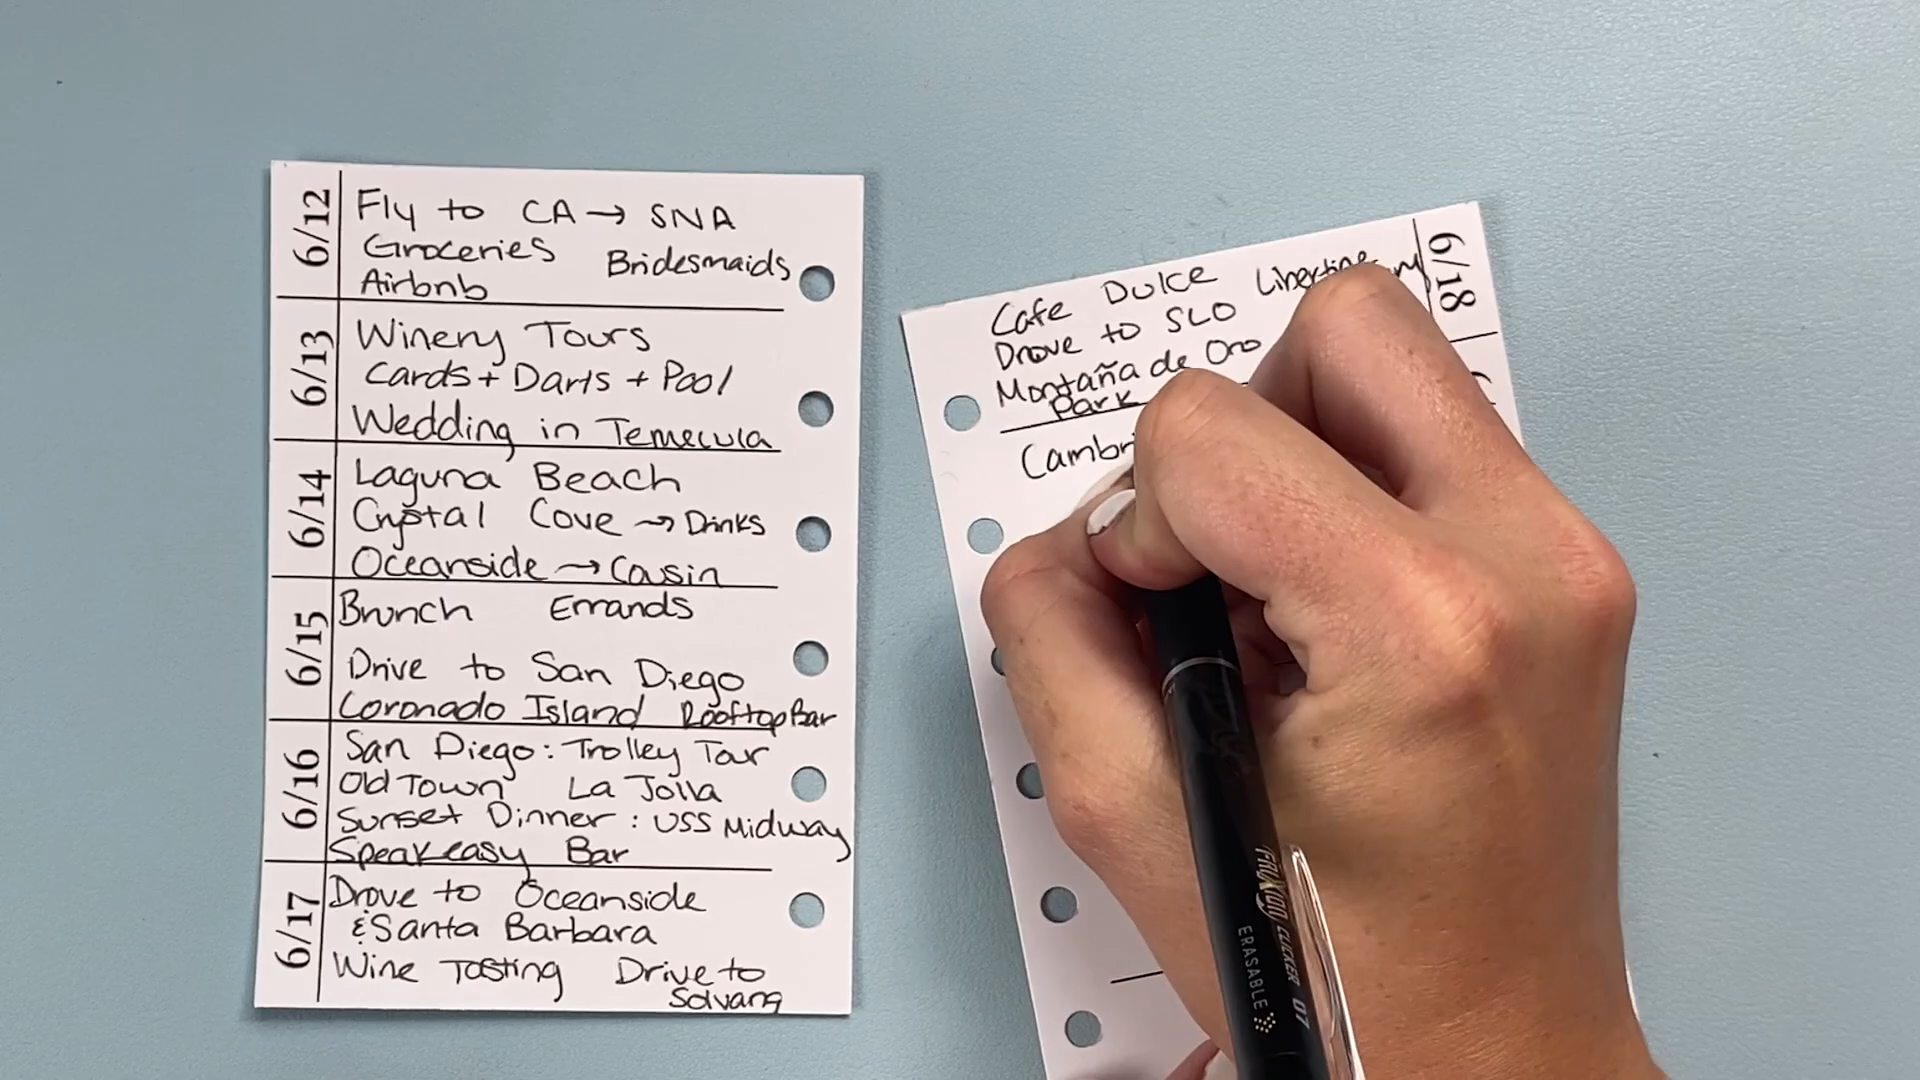 6/12
Fly to CA → SNA
Groceries Bridesmaids
Airbnb
6/13
Winery Tours
Cards + Darts + Pool
Wedding in Temecula
6/14
Laguna Beach
Crystal Cove → Drinks
Oceanside → Cousin
6/15
Brunch Errands
Drive to San Diego
Coronado Island Rooftop Bar
6/16
San Diego: Trolley Tour
Old Town La Jolla
Sunset Dinner : USS Midway
Speakeasy Bar
6/17
Drove to Oceanside
& Santa Barbara
Wine Tasting Drive to
Solvang
6/18
Cafe Dulce Libertine
Drove to SLO
Montaña de Oro
Park
Cambri
FRIXION CLICKER 07
ERASABLE